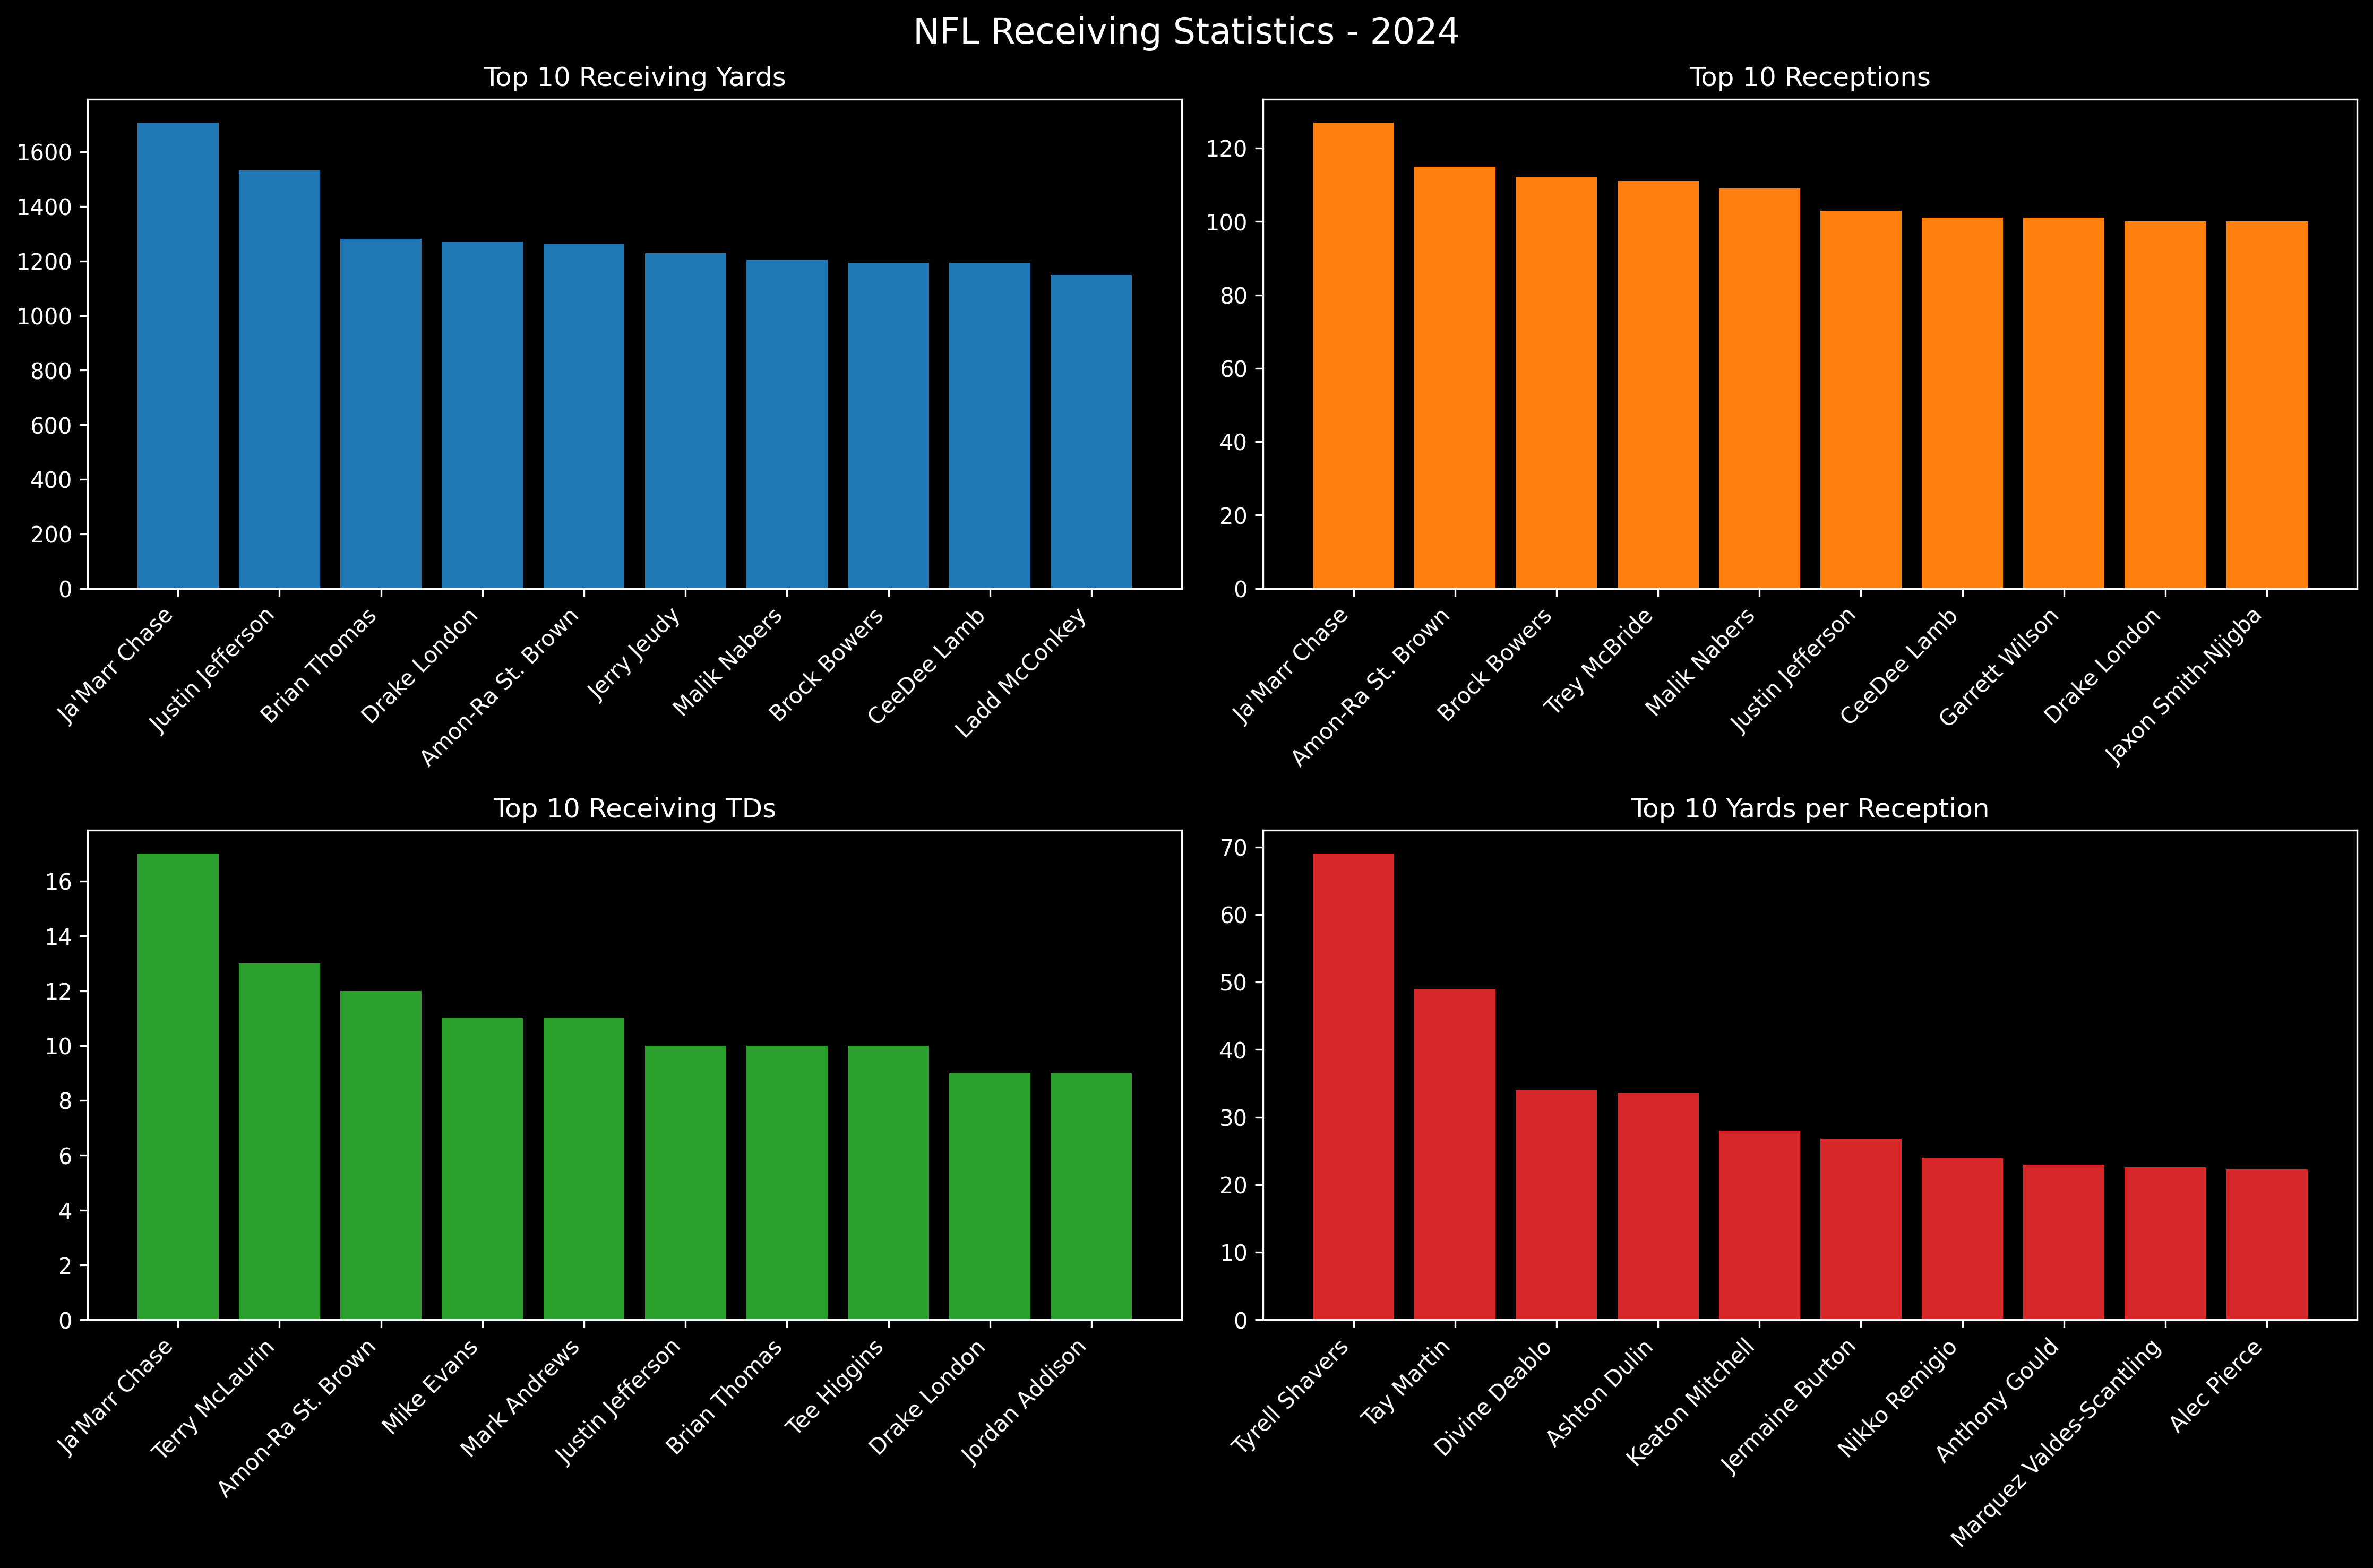 NFL Receiving Statistics - 2024
Top 10 Receiving Yards
1600
1400
1200
1000
800
600
400
200
0
Ja'Marr Chase
Justin Jefferson
Brian Thomas
Drake London
Amon-Ra St. Brown
Jerry Jeudy
Malik Nabers
Brock Bowers
CeeDee Lamb
Ladd McConkey
Top 10 Receptions
120
100
80
60
40
20
0
Ja'Marr Chase
Amon-Ra St. Brown
Brock Bowers
Trey McBride
Malik Nabers
Justin Jefferson
CeeDee Lamb
Garrett Wilson
Drake London
Jaxon Smith-Njigba
Top 10 Receiving TDs
16
14
12
10
8
6
4
2
0
Ja'Marr Chase
Terry McLaurin
Amon-Ra St. Brown
Mike Evans
Mark Andrews
Justin Jefferson
Brian Thomas
Tee Higgins
Drake London
Jordan Addison
Top 10 Yards per Reception
70
60
50
40
30
20
10
0
Tyrell Shavers
Tay Martin
Divine Deablo
Ashton Dulin
Keaton Mitchell
Jermaine Burton
Nikko Remigio
Anthony Gould
Marquez Valdes-Scantling
Alec Pierce